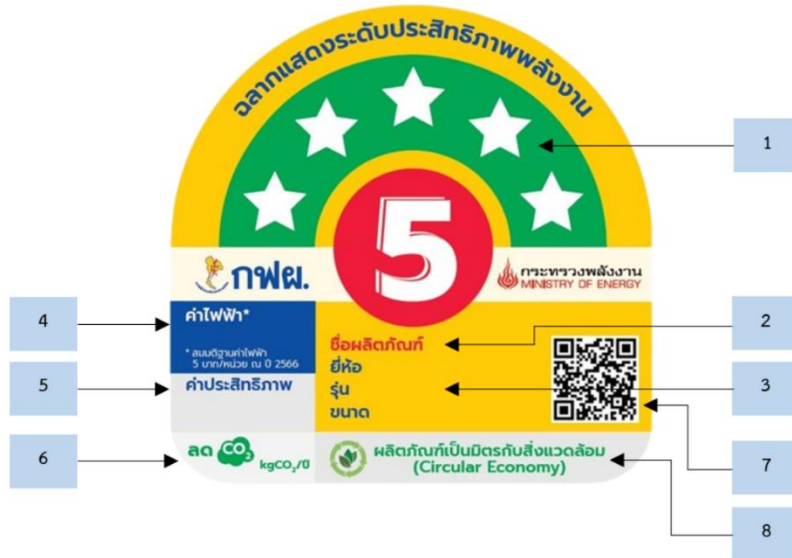 ฉลากแสดงระดับประสิทธิภาพพลังงาน
1
5
กฟผ.
กระทรวงพลังงาน
MINISTRY OF ENERGY
4
ค่าไฟฟ้า*
* สมมติฐานค่าไฟฟ้า
5 บาท/หน่วย ณ ปี 2566
ชื่อผลิตภัณฑ์
2
5
ค่าประสิทธิภาพ
ยี่ห้อ
รุ่น
3
ขนาด
6
ลด CO2
kgCO2/ปี
ผลิตภัณฑ์เป็นมิตรกับสิ่งแวดล้อม
(Circular Economy)
7
8